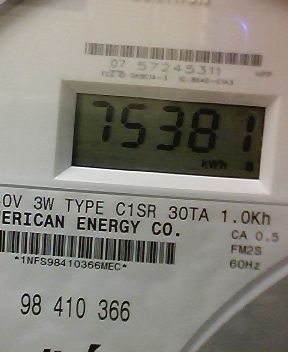 07 57245311
75381
kWh
0V 3W TYPE C1SR 30TA 1.0Kh
ERICAN ENERGY CO.
CA 0.5
FM2S
60Hz
*1NFS98410366MEC*
98 410 366